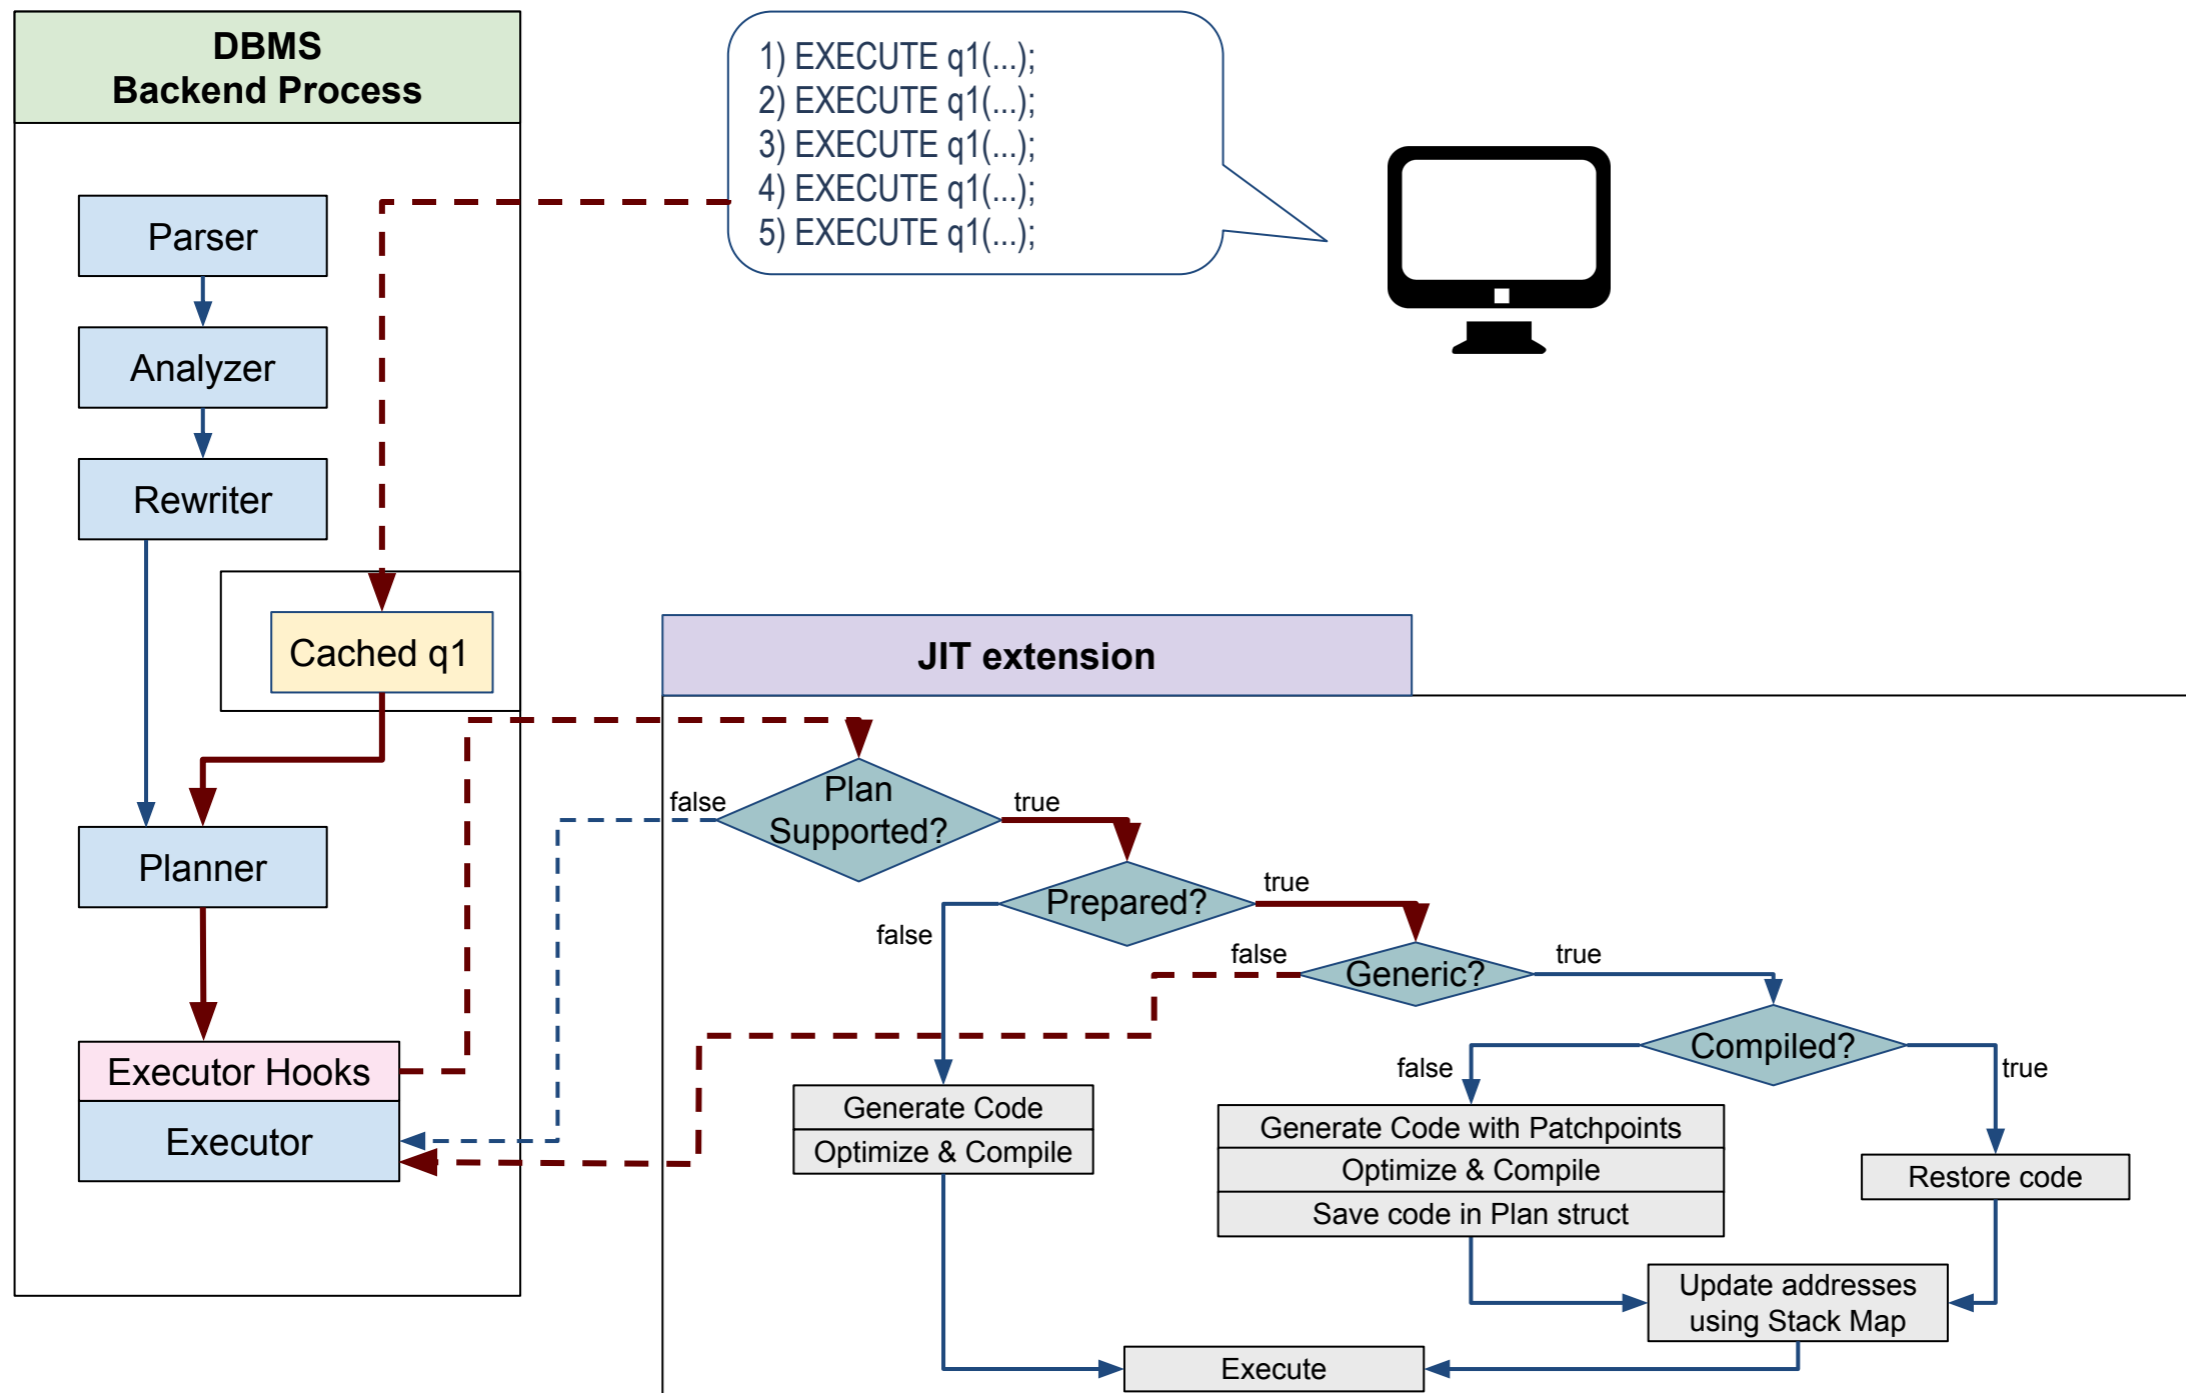 DBMS
Backend Process
1) EXECUTE q1(...);
2) EXECUTE q1(...);
3) EXECUTE q1(...);
4) EXECUTE q1(...);
5) EXECUTE q1(...);
Parser
Analyzer
Rewriter
Cached q1
Planner
Executor Hooks
Executor
JIT extension
Plan
Supported?
false
true
Prepared?
false
true
Generic?
false
true
Compiled?
false
true
Generate Code
Optimize & Compile
Generate Code with Patchpoints
Optimize & Compile
Save code in Plan struct
Restore code
Update addresses
using Stack Map
Execute